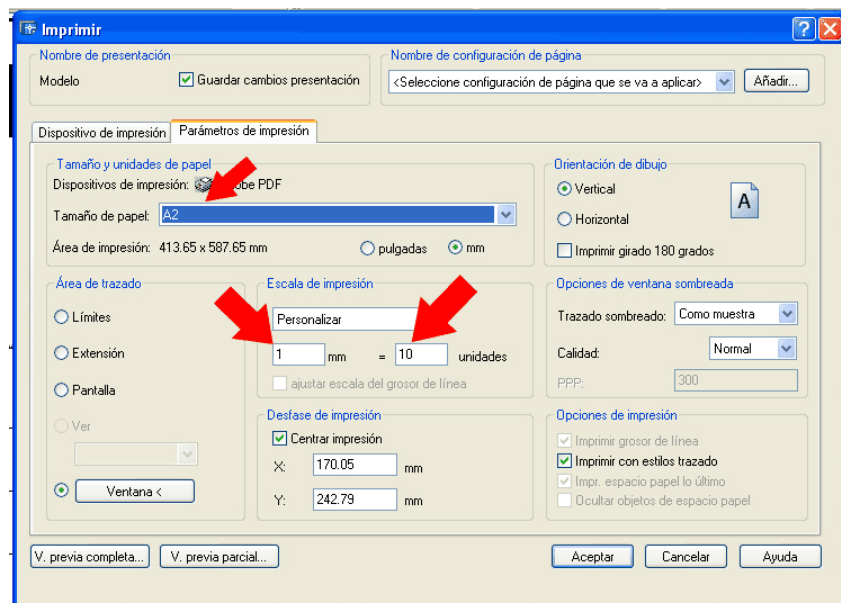 Imprimir
Nombre de presentación
Modelo
Guardar cambios presentación
Nombre de configuración de página
<Seleccione configuración de página que se va a aplicar>
Añadir...
Dispositivo de impresión
Parámetros de impresión
Tamaño y unidades de papel
Dispositivos de impresión: be PDF
Tamaño de papel: A2
Área de impresión: 413.65 x 587.65 mm
pulgadas
mm
Orientación de dibujo
Vertical
Horizontal
Imprimir girado 180 grados
A
Área de trazado
Límites
Extensión
Pantalla
Ver
Ventana <
Escala de impresión
Personalizar
1 mm = 10 unidades
ajustar escala del grosor de línea
Desfase de impresión
Centrar impresión
X: 170.05 mm
Y: 242.79 mm
Opciones de ventana sombreada
Trazado sombreado: Como muestra
Calidad: Normal
PPP: 300
Opciones de impresión
Imprimir grosor de línea
Imprimir con estilos trazado
Impr. espacio papel lo último
Ocultar objetos de espacio papel
V. previa completa...
V. previa parcial...
Aceptar
Cancelar
Ayuda